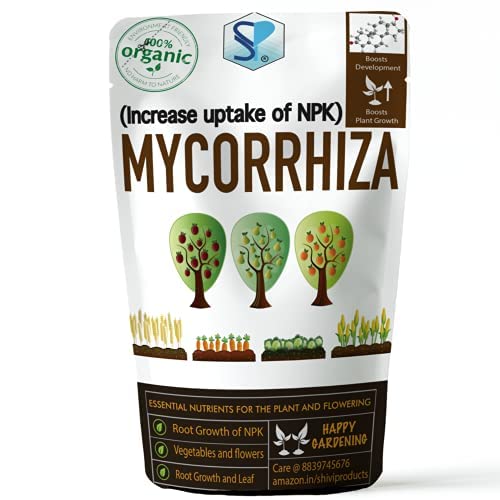 ENVIRONMENT FRIENDLY
100%
organic
NO HARM TO NATURE
SP®
Boosts
Development
Boosts
Plant Growth
(Increase uptake of NPK)
MYCORRHIZA
ESSENTIAL NUTRIENTS FOR THE PLANT AND FLOWERING
Root Growth of NPK
Vegetables and flowers
Root Growth and Leaf
HAPPY
GARDENING
Care @ 8839745676
amazon.in/shiviproducts